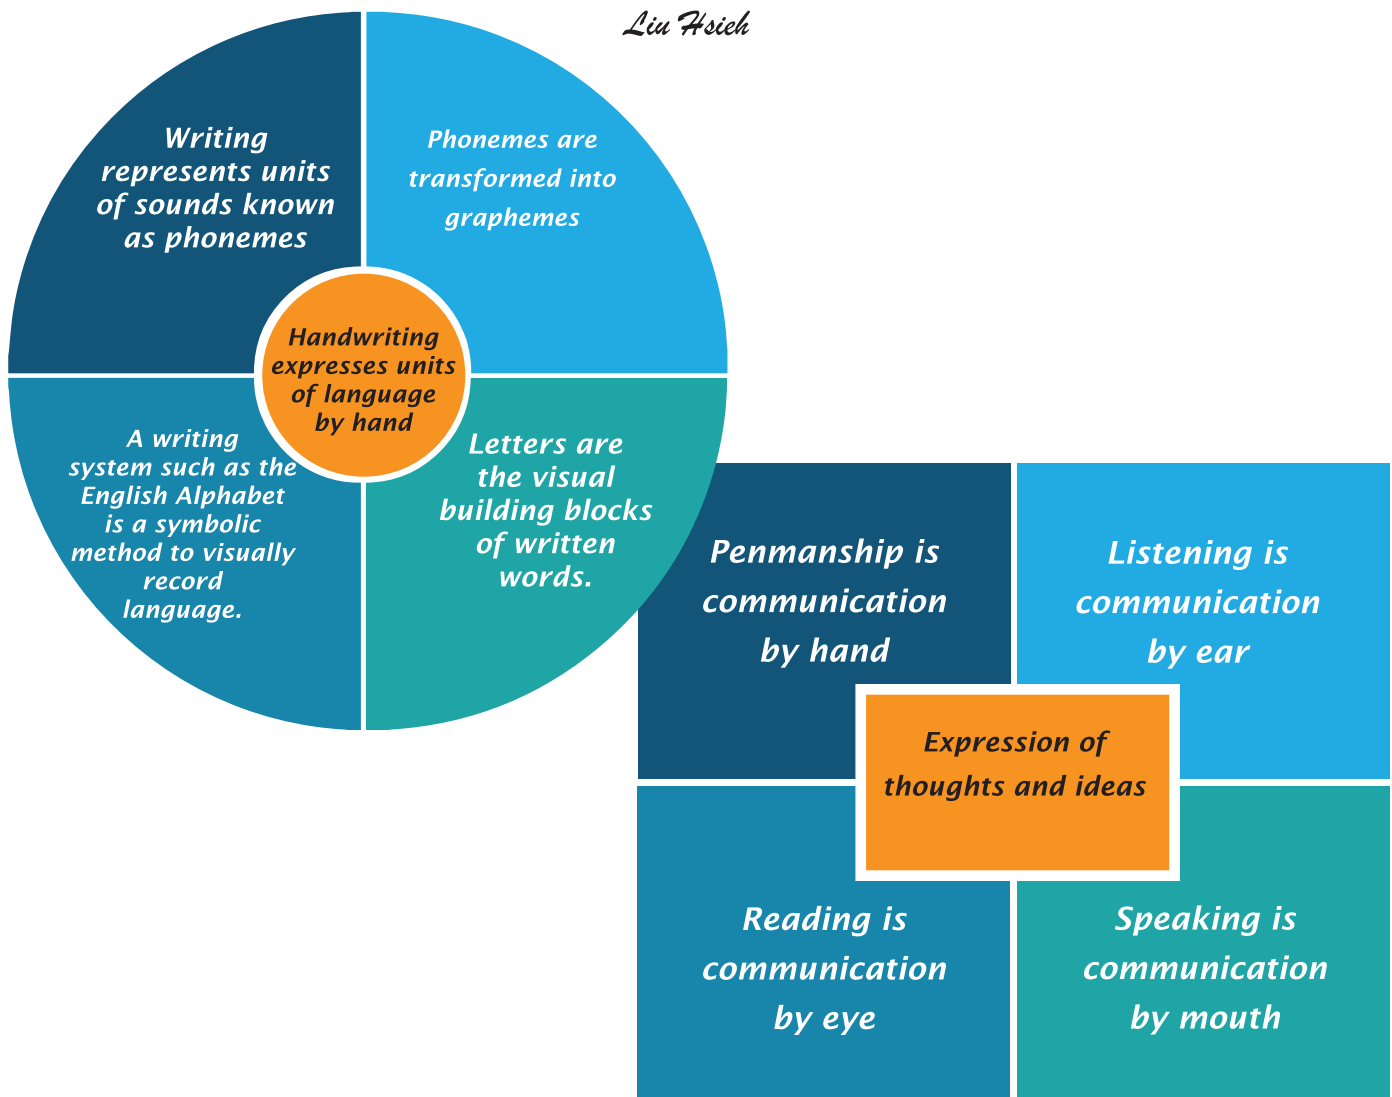 Liu Hsieh
Writing
represents units
of sounds known
as phonemes
Phonemes are
transformed into
graphemes
Handwriting
expresses units
of language
by hand
A writing
system such as the
English Alphabet
is a symbolic
method to visually
record
language.
Letters are
the visual
building blocks
of written
words.
Penmanship is
communication
by hand
Listening is
communication
by ear
Expression of
thoughts and ideas
Reading is
communication
by eye
Speaking is
communication
by mouth